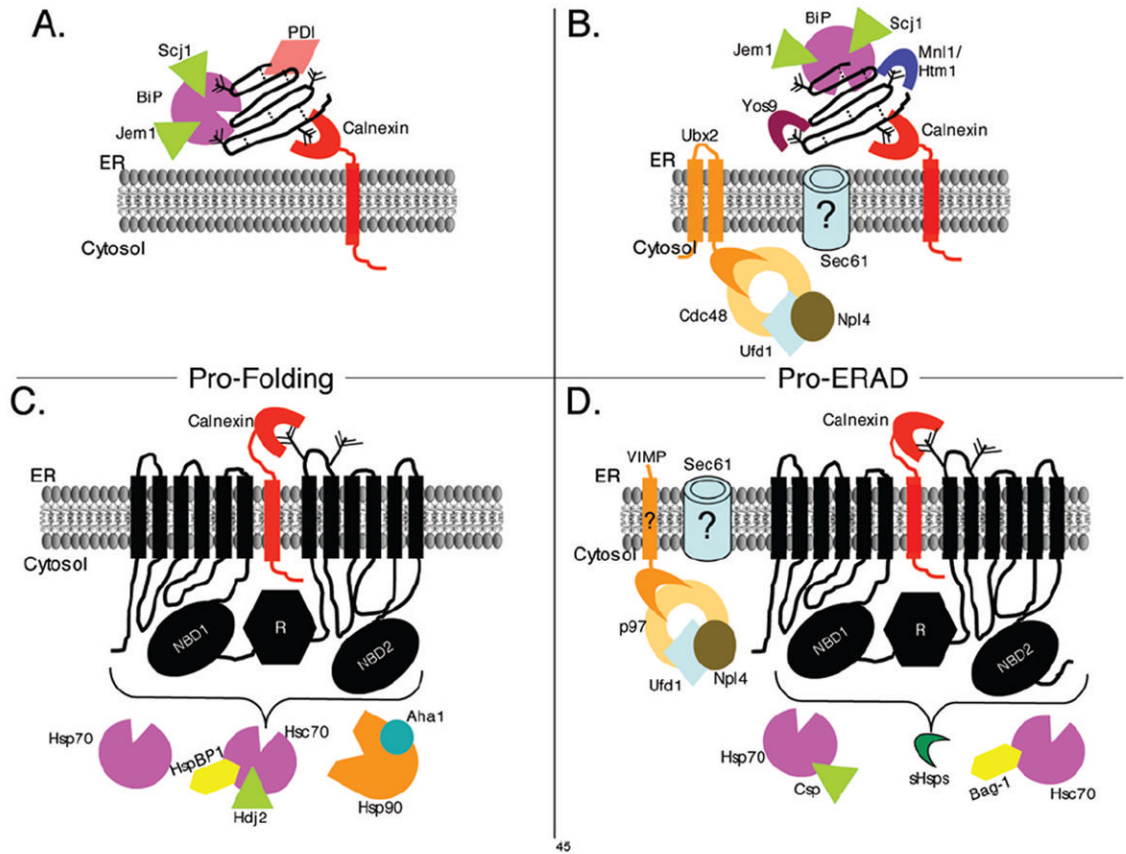 A.
PDI
Scj1
BiP
Jem1
Calnexin
ER
Cytosol
B.
BiP
Scj1
Jem1
Mnl1/
Htm1
Yos9
Ubx2
Calnexin
ER
?
Cytosol
Sec61
Cdc48
Npl4
Ufd1
Pro-Folding
Pro-ERAD
C.
Calnexin
ER
Cytosol
NBD1
R
NBD2
Hsp70
HspBP1
Hsc70
Aha1
Hdj2
Hsp90
D.
Calnexin
VIMP
Sec61
ER
?
?
Cytosol
p97
NBD1
R
NBD2
Ufd1
Npl4
Hsp70
Csp
sHsps
Bag-1
Hsc70
45